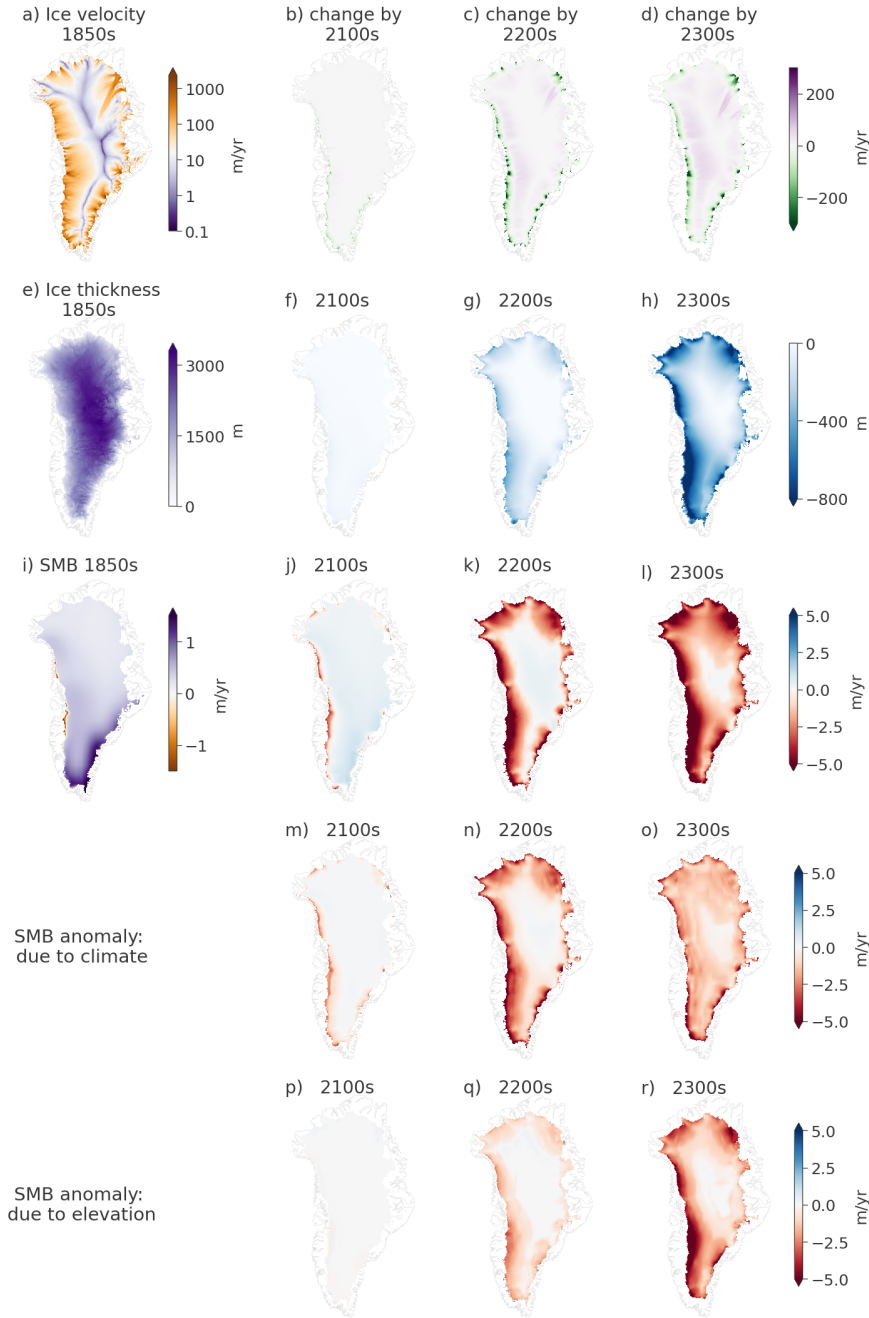 a) Ice velocity
1850s
b) change by
2100s
c) change by
2200s
d) change by
2300s
1000
100
10
1
0.1
m/yr
200
0
−200
m/yr
e) Ice thickness
1850s
f) 2100s
g) 2200s
h) 2300s
3000
1500
0
m
0
−400
−800
m
i) SMB 1850s
j) 2100s
k) 2200s
l) 2300s
1
0
−1
m/yr
5.0
2.5
0.0
−2.5
−5.0
m/yr
m) 2100s
n) 2200s
o) 2300s
SMB anomaly:
due to climate
5.0
2.5
0.0
−2.5
−5.0
m/yr
p) 2100s
q) 2200s
r) 2300s
SMB anomaly:
due to elevation
5.0
2.5
0.0
−2.5
−5.0
m/yr